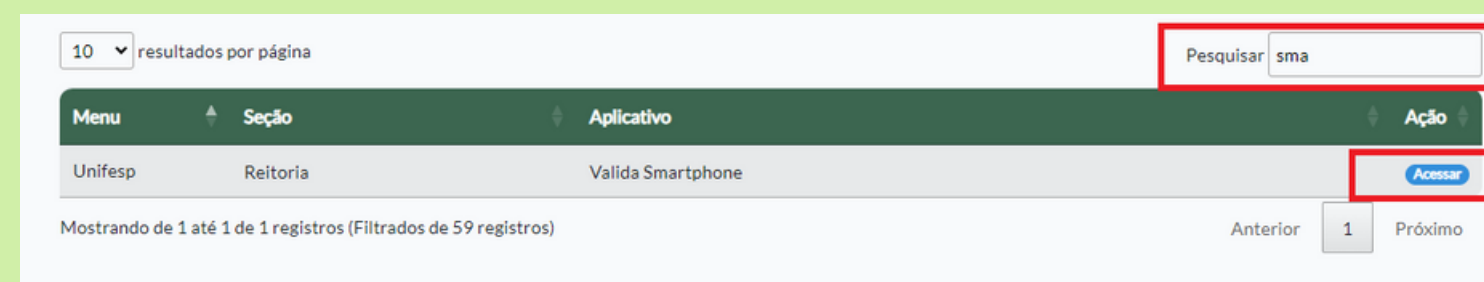 10 resultados por página Pesquisar sma
Menu Seção Aplicativo Ação
Unifesp Reitoria Valida Smartphone Acessar
Mostrando de 1 até 1 de 1 registros (Filtrados de 59 registros) Anterior 1 Próximo